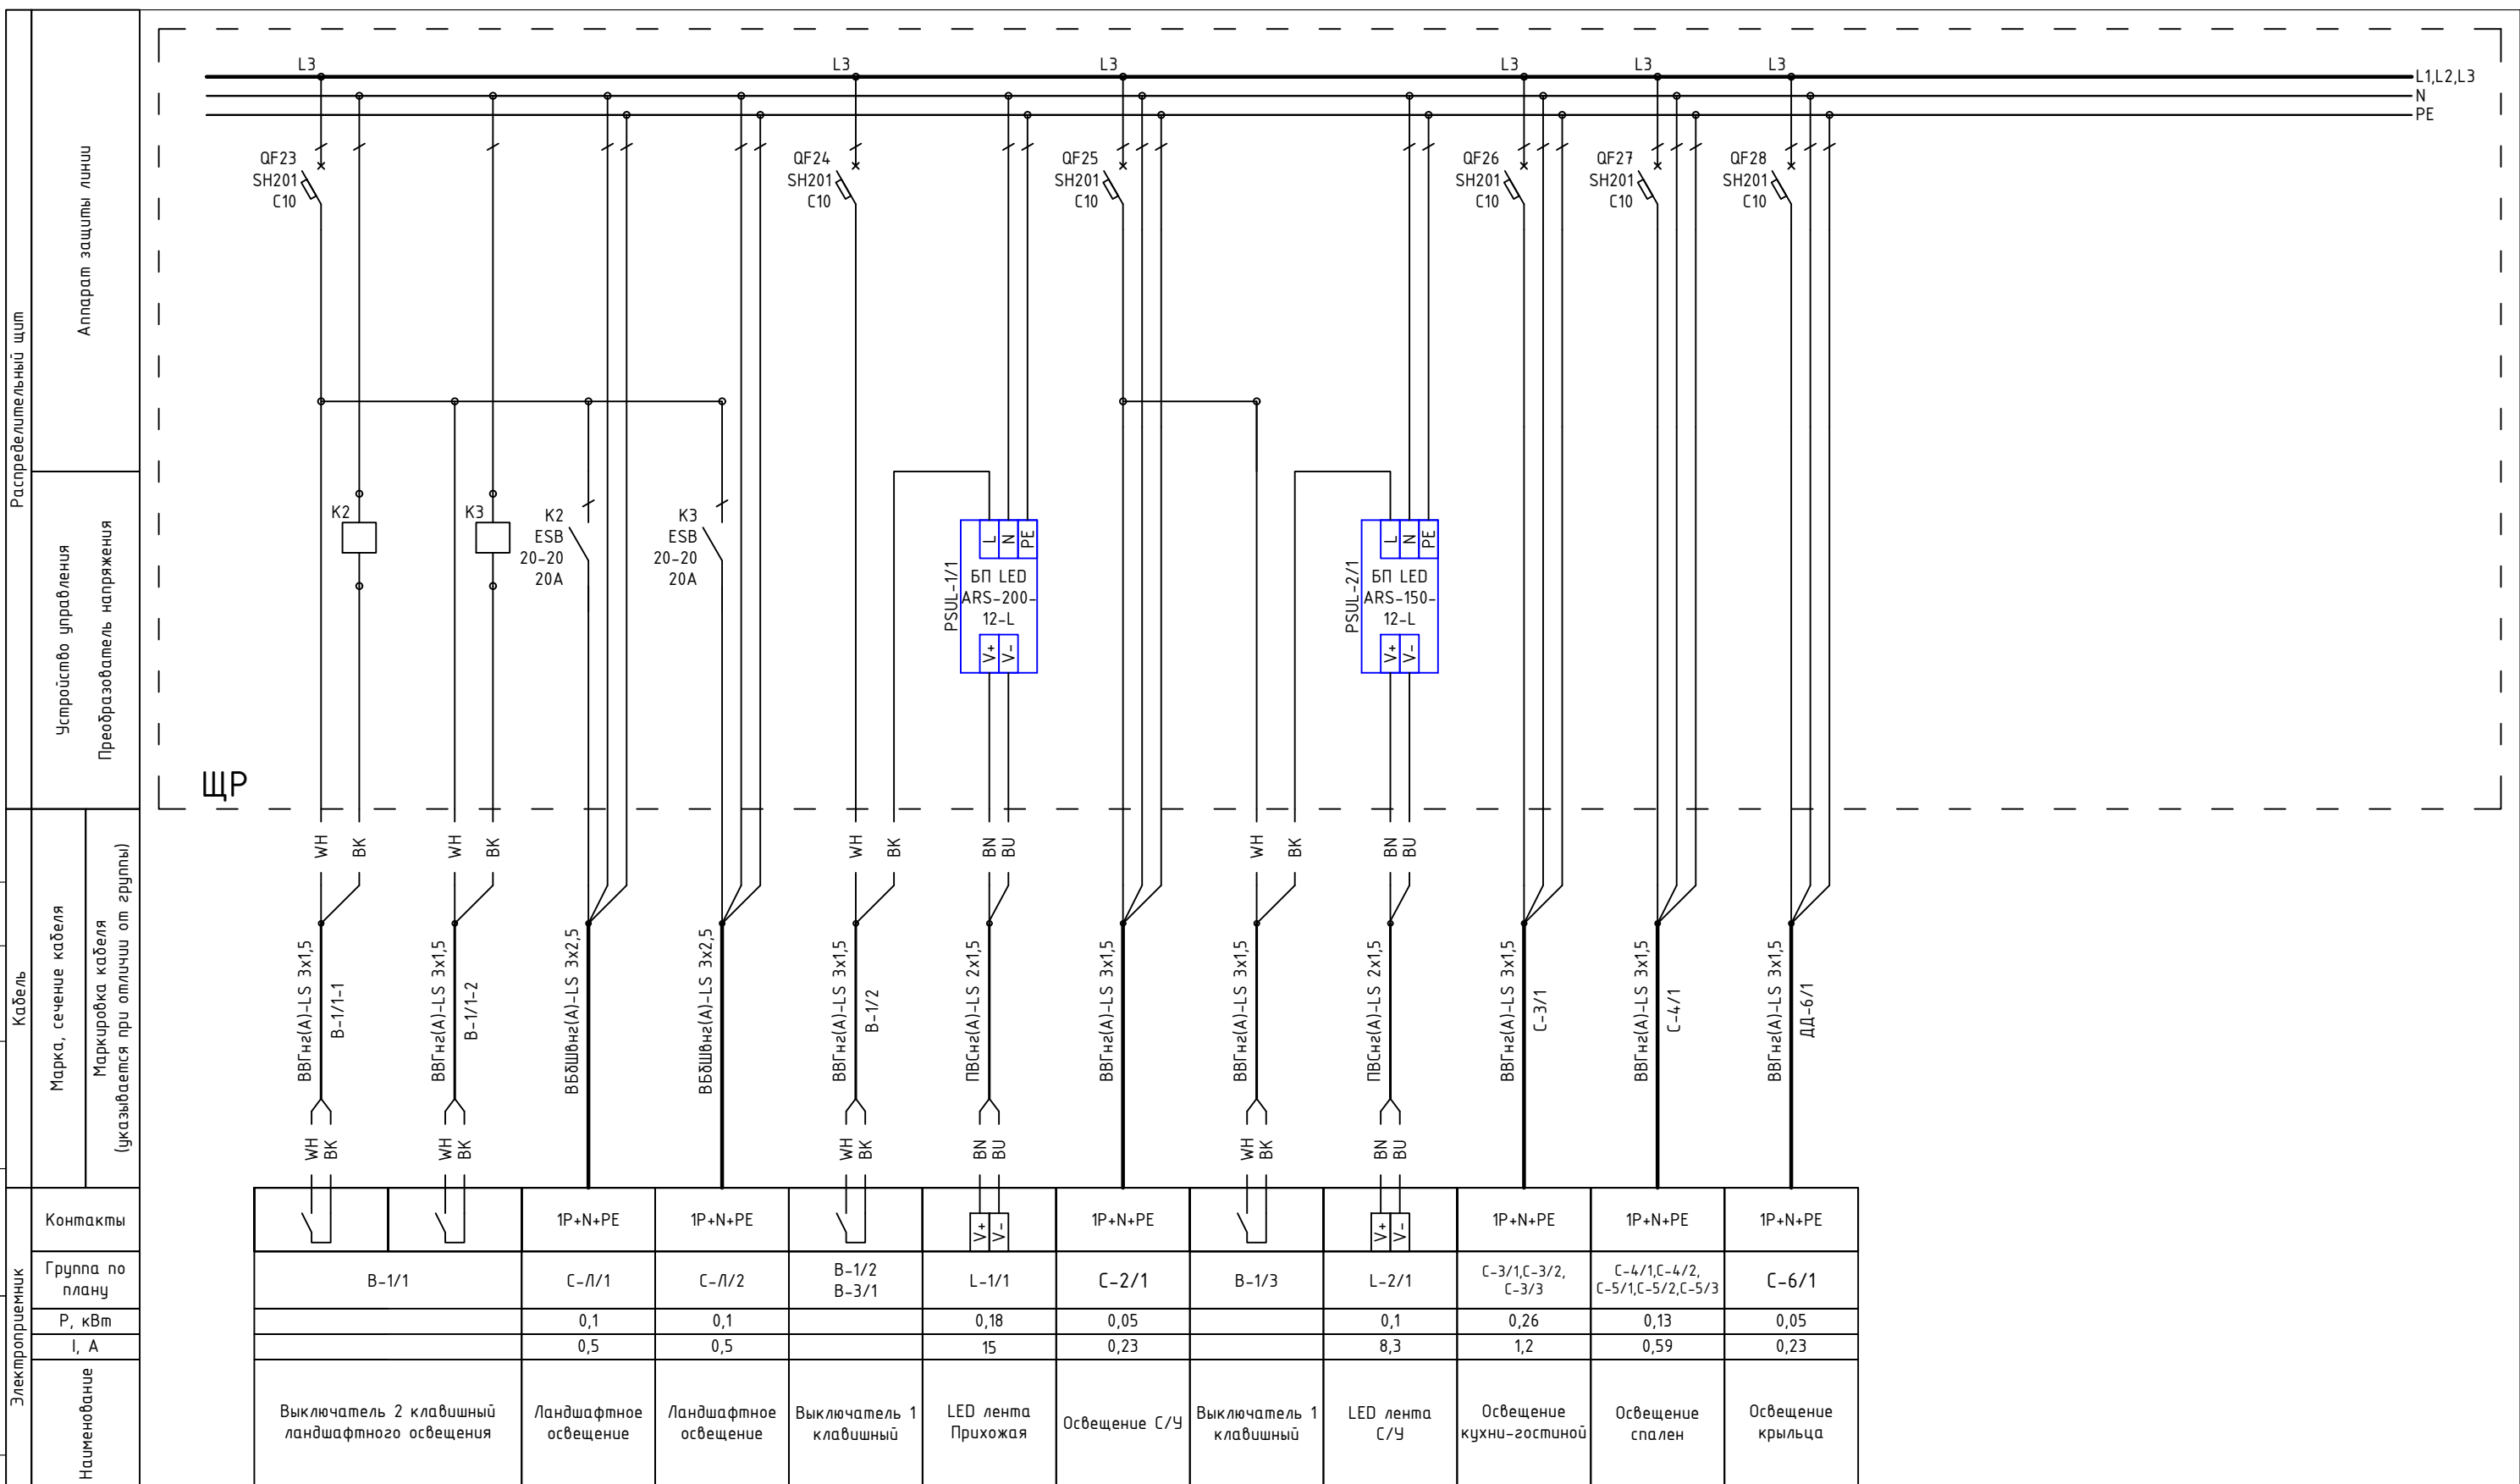 L3
L3
L3
L3
L3
L3
L1,L2,L3
N
PE
QF23
SH201
C10
QF24
SH201
C10
QF25
SH201
C10
QF26
SH201
C10
QF27
SH201
C10
QF28
SH201
C10
Распределительный щит
Аппарат защиты линии
Устройство управления
Преобразователь напряжения
K2
K3
K2
ESB
20-20
20A
K3
ESB
20-20
20A
PSUL-1/1
L
N
PE
БП LED
ARS-200-
12-L
V+
V-
PSUL-2/1
L
N
PE
БП LED
ARS-150-
12-L
V+
V-
ЩР
Кабель
Марка, сечение кабеля
Маркировка кабеля
(указывается при отличии от группы)
WH
BK
WH
BK
WH
BK
BN
BU
WH
BK
BN
BU
ВВГнг(А)-LS 3х1,5
В-1/1-1
ВВГнг(А)-LS 3х1,5
В-1/1-2
ВБбШвнг(А)-LS 3х2,5
ВБбШвнг(А)-LS 3х2,5
ВВГнг(А)-LS 3х1,5
В-1/2
ПВСнг(А)-LS 2х1,5
ВВГнг(А)-LS 3х1,5
ВВГнг(А)-LS 3х1,5
ПВСнг(А)-LS 2х1,5
ВВГнг(А)-LS 3х1,5
С-3/1
ВВГнг(А)-LS 3х1,5
С-4/1
ВВГнг(А)-LS 3х1,5
ДД-6/1
WH
BK
WH
BK
WH
BK
BN
BU
WH
BK
BN
BU
Электроприемник
Контакты
1P+N+PE
1P+N+PE
V+
V-
1P+N+PE
V+
V-
1P+N+PE
1P+N+PE
1P+N+PE
Группа по
плану
В-1/1
С-Л/1
С-Л/2
В-1/2
В-3/1
L-1/1
С-2/1
В-1/3
L-2/1
С-3/1,С-3/2,
С-3/3
С-4/1,С-4/2,
С-5/1,С-5/2,С-5/3
С-6/1
Р, кВт
0,1
0,1
0,18
0,05
0,1
0,26
0,13
0,05
I, А
0,5
0,5
15
0,23
8,3
1,2
0,59
0,23
Наименование
Выключатель 2 клавишный
ландшафтного освещения
Ландшафтное
освещение
Ландшафтное
освещение
Выключатель 1
клавишный
LED лента
Прихожая
Освещение С/У
Выключатель 1
клавишный
LED лента
С/У
Освещение
кухни-гостиной
Освещение
спален
Освещение
крыльца